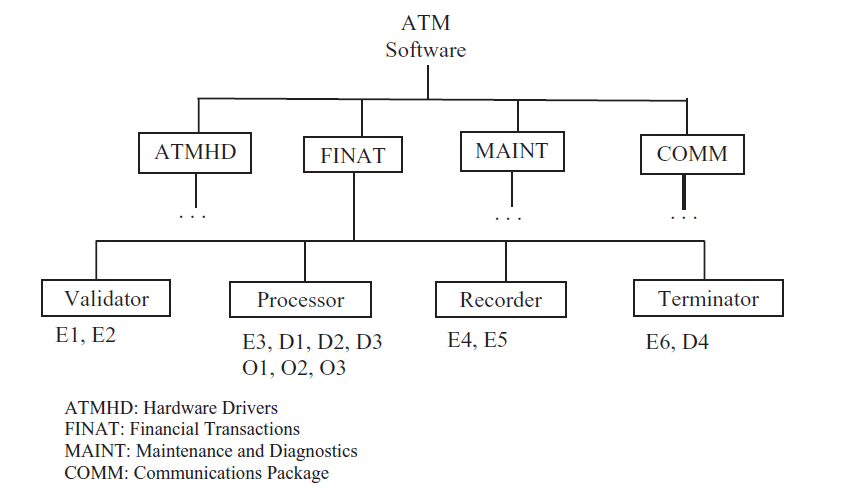 ATM
Software
ATMHD
FINAT
MAINT
COMM
. . .
. . .
. . .
Validator
Processor
Recorder
Terminator
E1, E2
E3, D1, D2, D3
O1, O2, O3
E4, E5
E6, D4
ATMHD: Hardware Drivers
FINAT: Financial Transactions
MAINT: Maintenance and Diagnostics
COMM: Communications Package